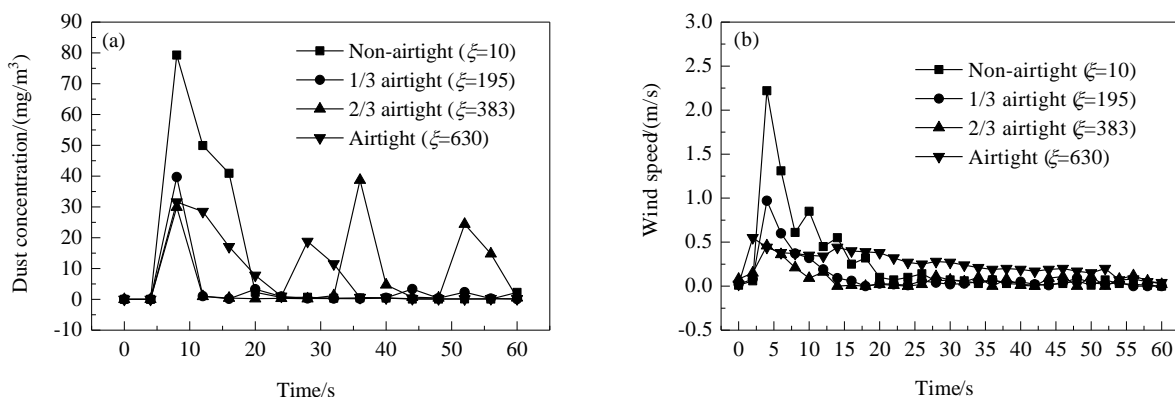 (a)
Dust concentration/(mg/m³)
90
80
70
60
50
40
30
20
10
0
-10
Non-airtight (ξ=10)
1/3 airtight (ξ=195)
2/3 airtight (ξ=383)
Airtight (ξ=630)
0 10 20 30 40 50 60
Time/s
(b)
Wind speed/(m/s)
3.0
2.5
2.0
1.5
1.0
0.5
0.0
-0.5
Non-airtight (ξ=10)
1/3 airtight (ξ=195)
2/3 airtight (ξ=383)
Airtight (ξ=630)
0 5 10 15 20 25 30 35 40 45 50 55 60
Time/s